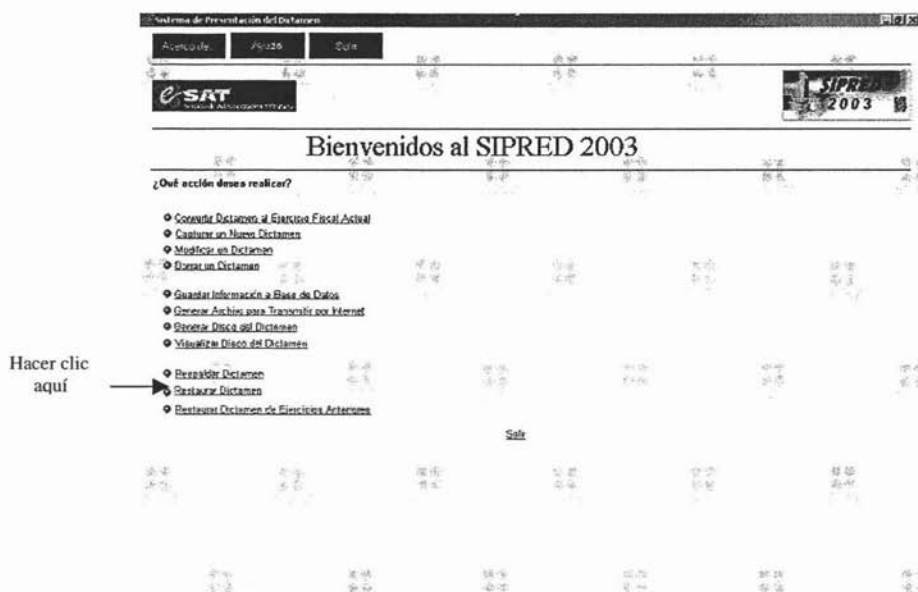 Sistema de Presentación del Dictamen
Acerca de. Ayuda Salir
e SAT
SIPRED
2003
Bienvenidos al SIPRED 2003
¿Qué acción desea realizar?
Convertir Dictamen al Ejercicio Fiscal Actual
Capturar un Nuevo Dictamen
Modificar un Dictamen
Borrar un Dictamen
Guardar Información a Base de Datos
Generar Archivo para Transmitir por Internet
Generar Disco del Dictamen
Visualizar Disco del Dictamen
Respaldar Dictamen
Hacer clic
aquí
Restaurar Dictamen
Restaurar Dictamen de Ejercicios Anteriores
Salir